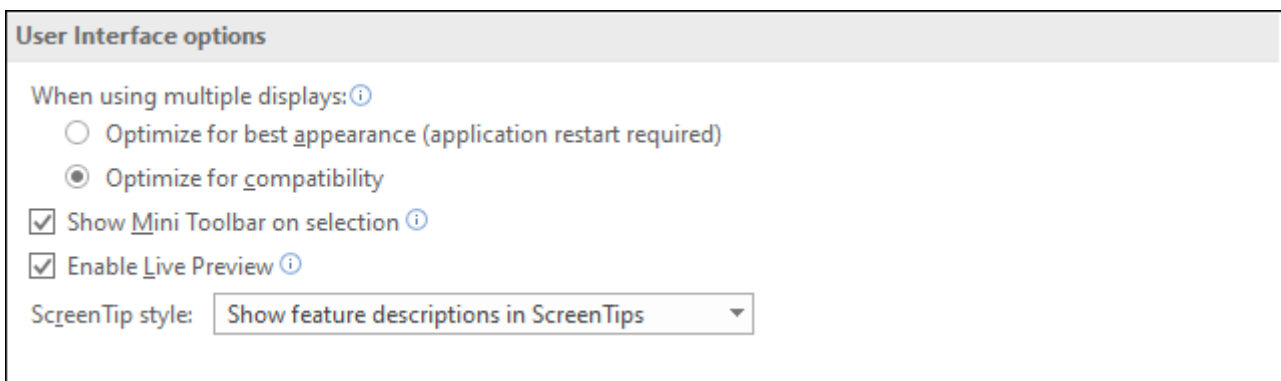 User Interface options
When using multiple displays:
Optimize for best appearance (application restart required)
Optimize for compatibility
Show Mini Toolbar on selection
Enable Live Preview
ScreenTip style: Show feature descriptions in ScreenTips